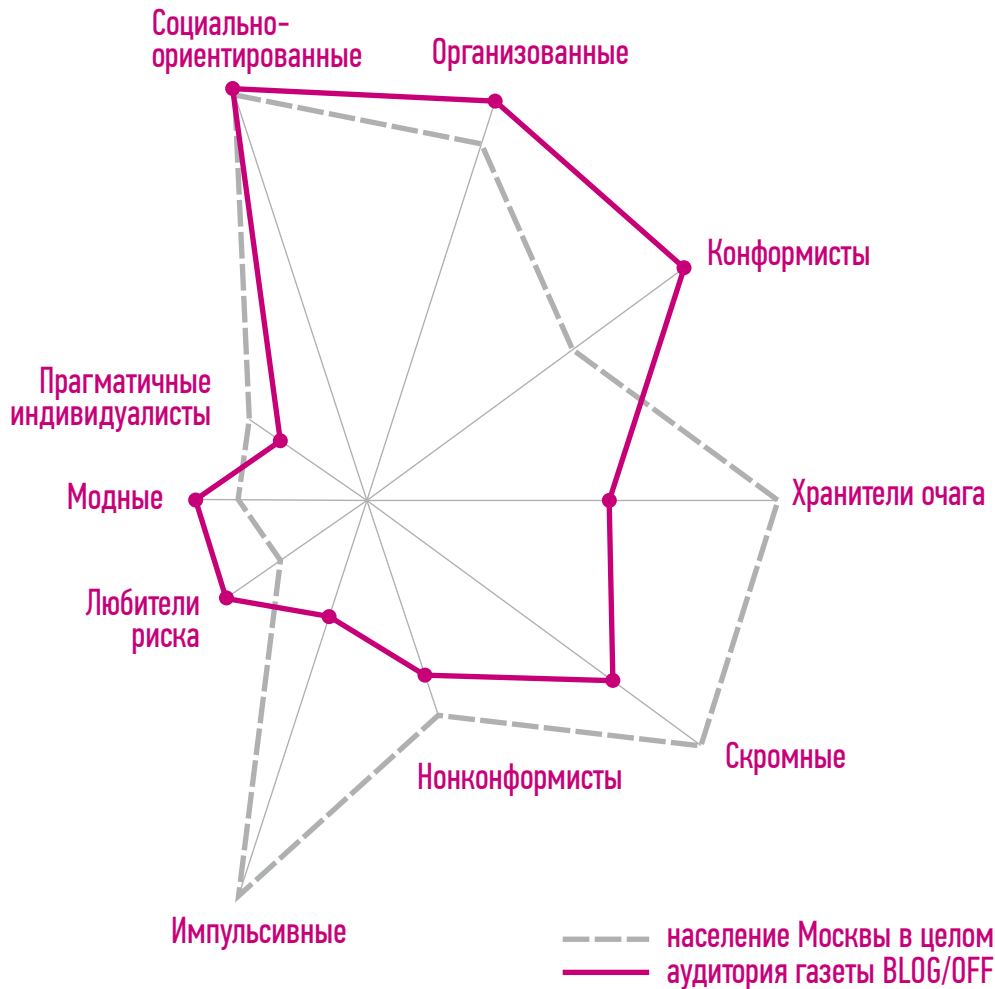 Социально-
ориентированные
Организованные
Конформисты
Прагматичные
индивидуалисты
Модные
Хранители очага
Любители
риска
Скромные
Нонконформисты
Импульсивные
население Москвы в целом
аудитория газеты BLOG/OFF